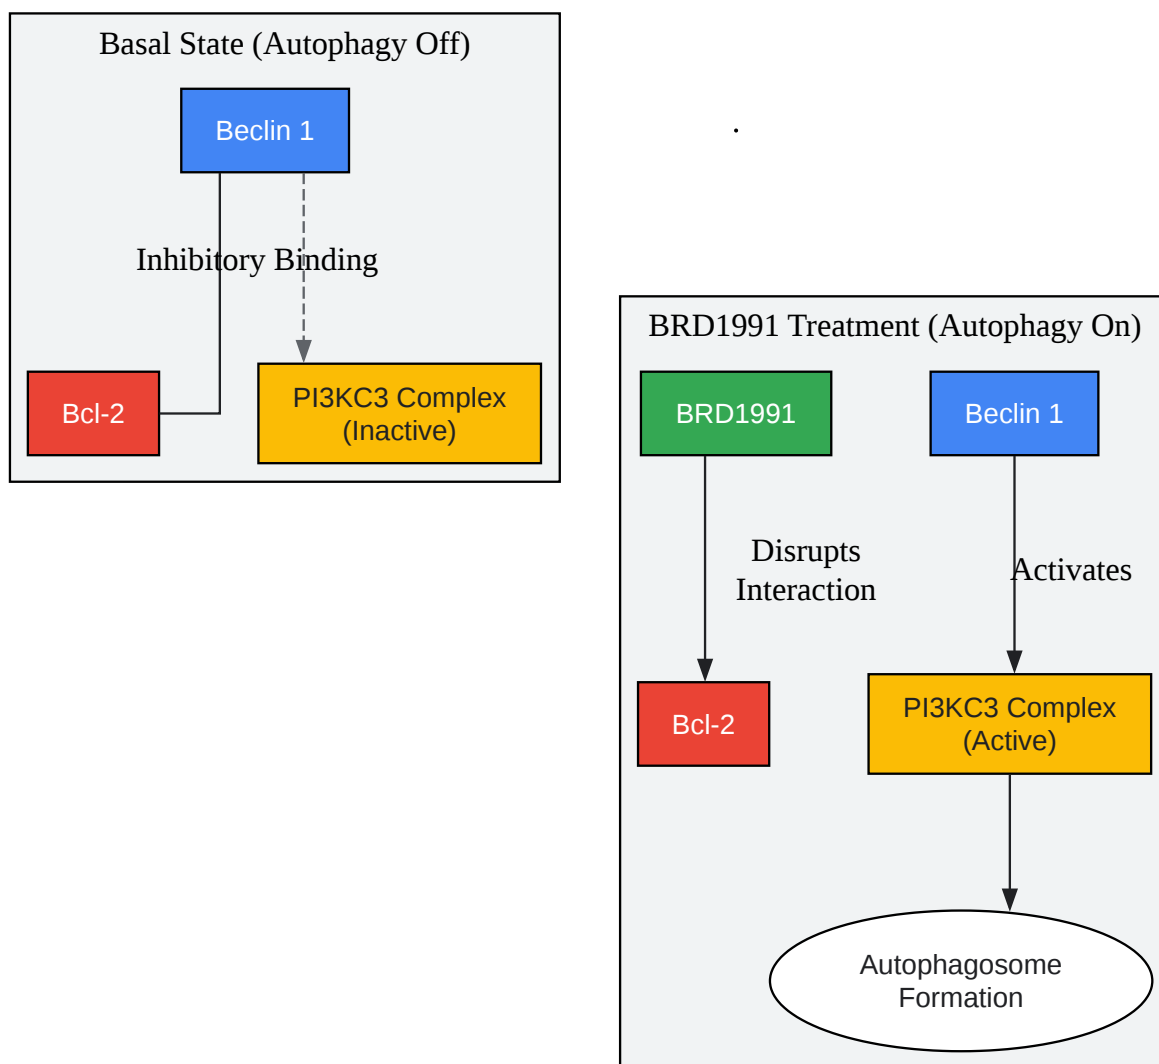 Basal State (Autophagy Off)
Beclin 1
Inhibitory Binding
Bcl-2
PI3KC3 Complex
(Inactive)
.
BRD1991 Treatment (Autophagy On)
BRD1991
Beclin 1
Disrupts
Interaction
Activates
Bcl-2
PI3KC3 Complex
(Active)
Autophagosome
Formation